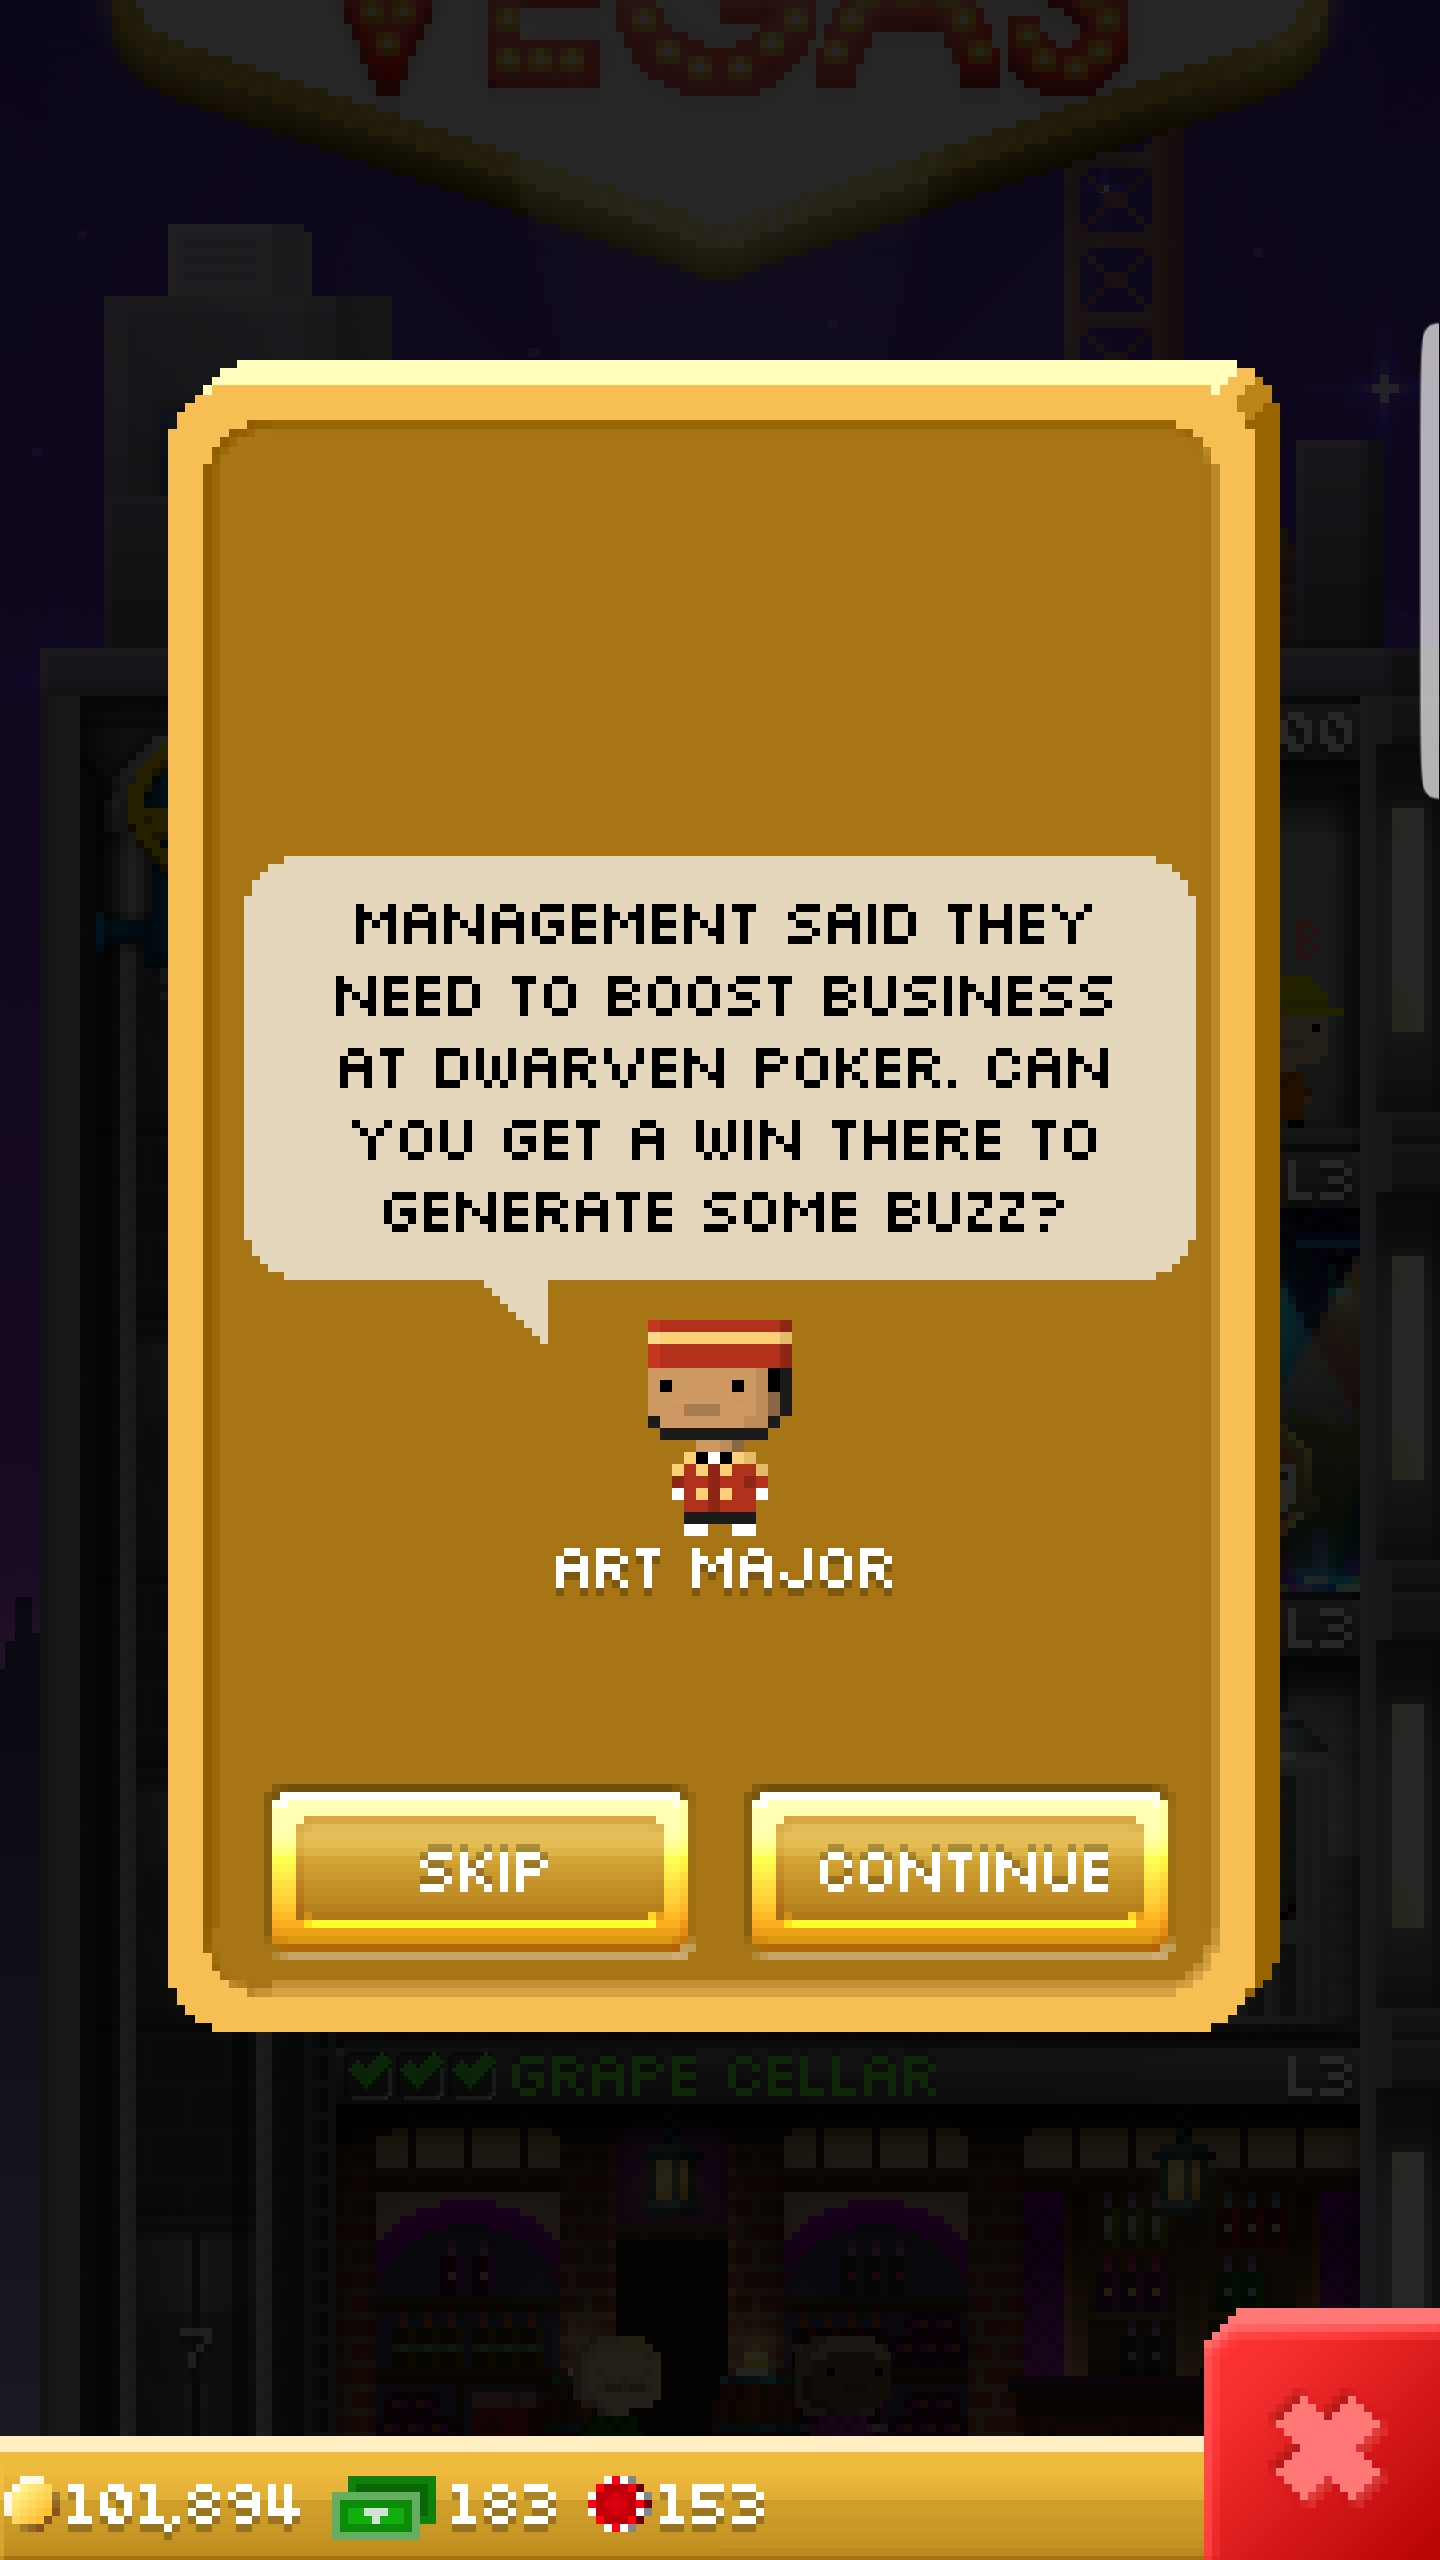 VEGAS
00
B
L3
MANAGEMENT SAID THEY
NEED TO BOOST BUSINESS
AT DWARVEN POKER. CAN
YOU GET A WIN THERE TO
GENERATE SOME BUZZ?
ART MAJOR
L3
SKIP
CONTINUE
GRAPE CELLAR L3
?
101,894 183 153